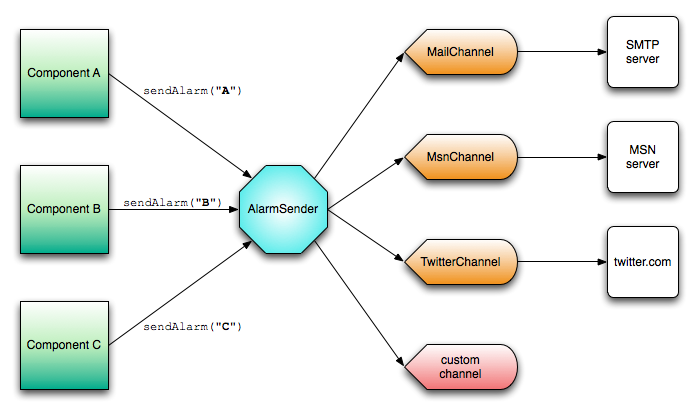 Component A
sendAlarm("A")
Component B
sendAlarm("B")
Component C
sendAlarm("C")
AlarmSender
MailChannel
SMTP
server
MsnChannel
MSN
server
TwitterChannel
twitter.com
custom
channel